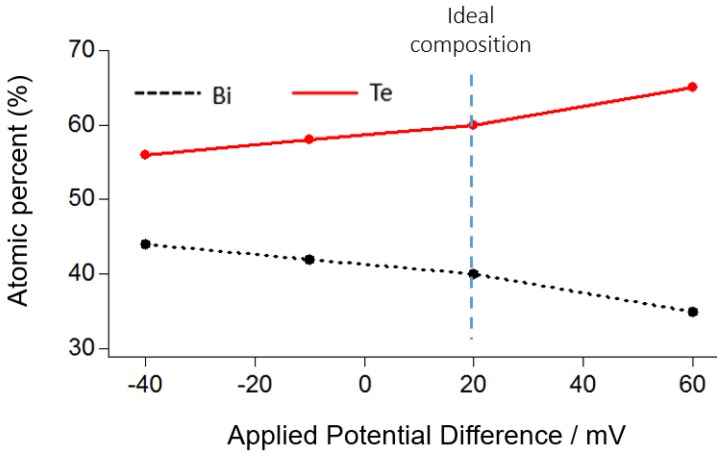 Ideal
composition
70
60
50
40
30
Bi
Te
Atomic percent (%)
-40
-20
0
20
40
60
Applied Potential Difference / mV